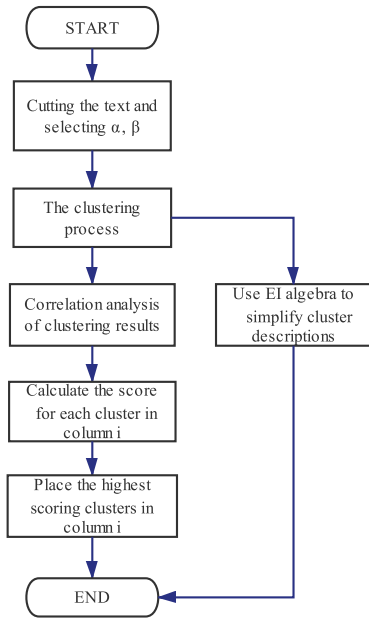 START
Cutting the text and
selecting α, β
The clustering
process
Correlation analysis
of clustering results
Use EI algebra to
simplify cluster
descriptions
Calculate the score
for each cluster in
column i
Place the highest
scoring clusters in
column i
END